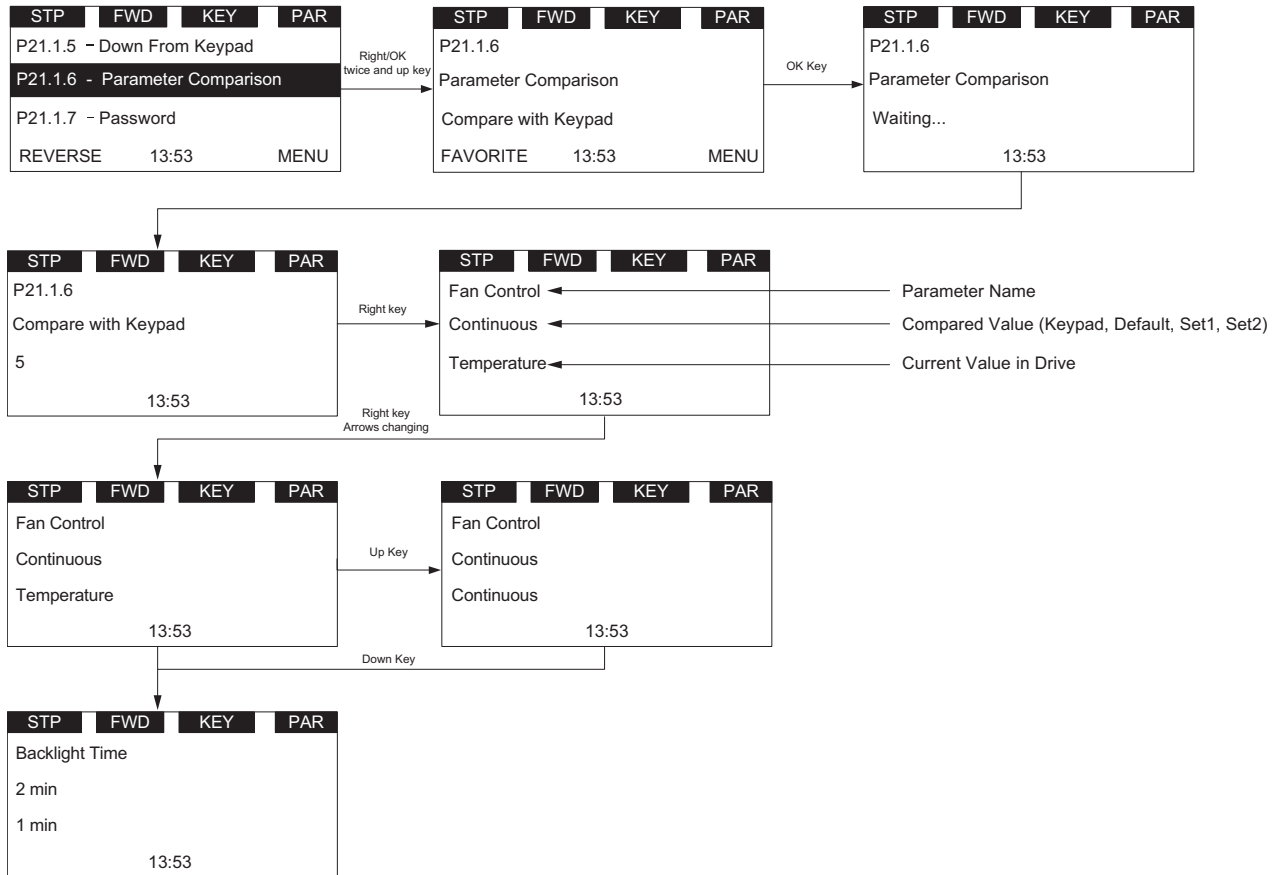 STP FWD KEY PAR
P21.1.5 - Down From Keypad
P21.1.6 - Parameter Comparison
P21.1.7 - Password
REVERSE 13:53 MENU
Right/OK
twice and up key
STP FWD KEY PAR
P21.1.6
Parameter Comparison
Compare with Keypad
FAVORITE 13:53 MENU
OK Key
STP FWD KEY PAR
P21.1.6
Parameter Comparison
Waiting...
13:53
STP FWD KEY PAR
P21.1.6
Compare with Keypad
5
13:53
Right key
STP FWD KEY PAR
Fan Control
Continuous
Temperature
13:53
Parameter Name
Compared Value (Keypad, Default, Set1, Set2)
Current Value in Drive
Right key
Arrows changing
STP FWD KEY PAR
Fan Control
Continuous
Temperature
13:53
Up Key
STP FWD KEY PAR
Fan Control
Continuous
Continuous
13:53
Down Key
STP FWD KEY PAR
Backlight Time
2 min
1 min
13:53